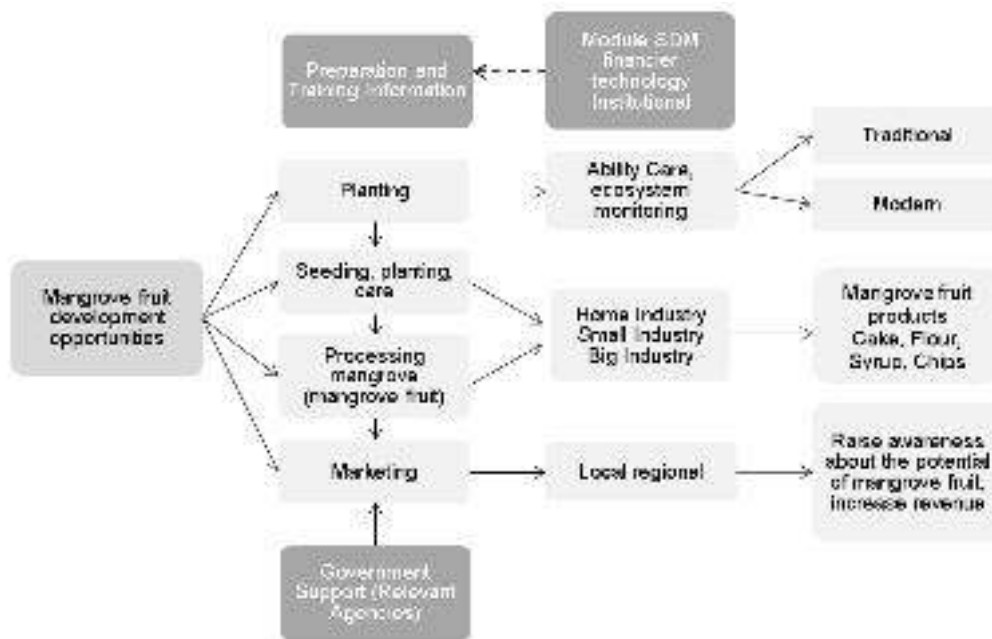 Preparation and
Training Information
Module SDM
financier
technology
Institutional
Traditional
Modern
Planting
Ability Care,
ecosystem
monitoring
Mangrove fruit
development
opportunities
Seeding, planting,
care
Processing
mangrove
(mangrove fruit)
Home Industry
Small Industry
Big Industry
Mangrove fruit
products
Cake, Flour,
Syrup, Chips
Marketing
Local regional
Raise awareness
about the potential
of mangrove fruit,
increase revenue
Government
Support (Relevant
Agencies)